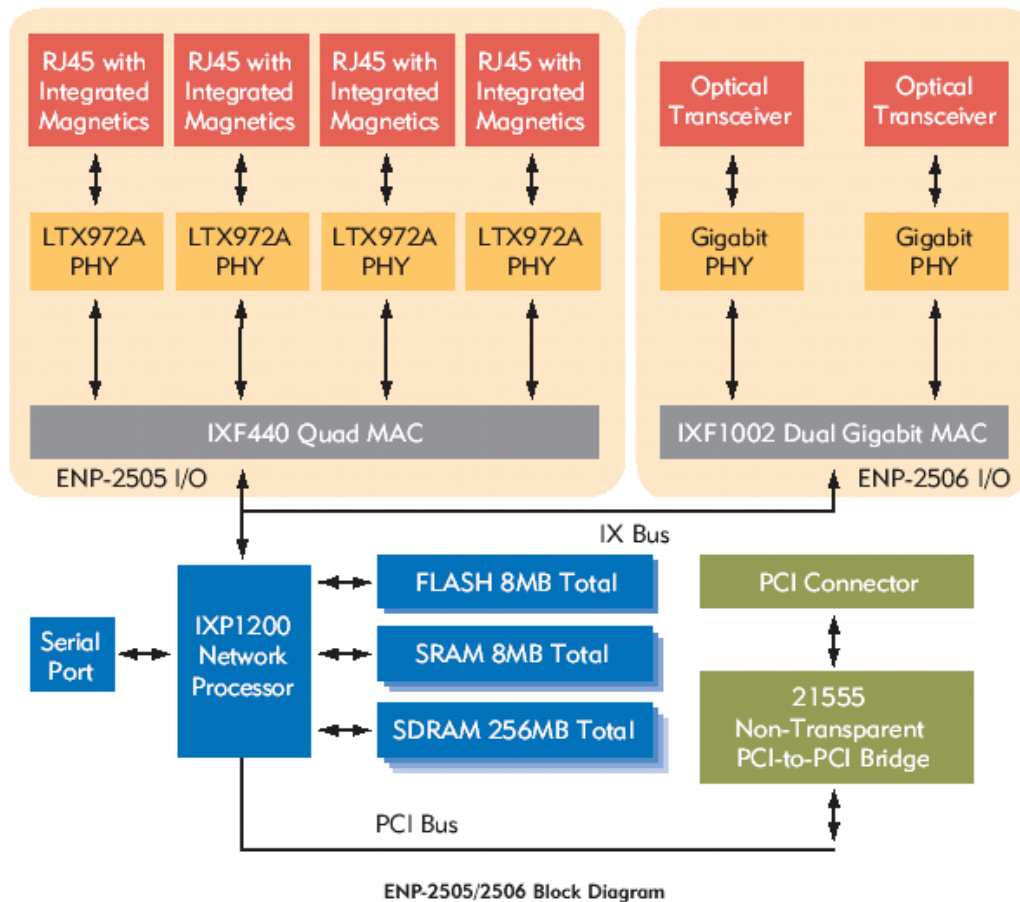 RJ45 with
Integrated
Magnetics
RJ45 with
Integrated
Magnetics
RJ45 with
Integrated
Magnetics
RJ45 with
Integrated
Magnetics
Optical
Transceiver
Optical
Transceiver
LTX972A
PHY
LTX972A
PHY
LTX972A
PHY
LTX972A
PHY
Gigabit
PHY
Gigabit
PHY
IXF440 Quad MAC
IXF1002 Dual Gigabit MAC
ENP-2505 I/O
ENP-2506 I/O
IX Bus
Serial
Port
IXP1200
Network
Processor
FLASH 8MB Total
SRAM 8MB Total
SDRAM 256MB Total
PCI Connector
21555
Non-Transparent
PCI-to-PCI Bridge
PCI Bus
ENP-2505/2506 Block Diagram